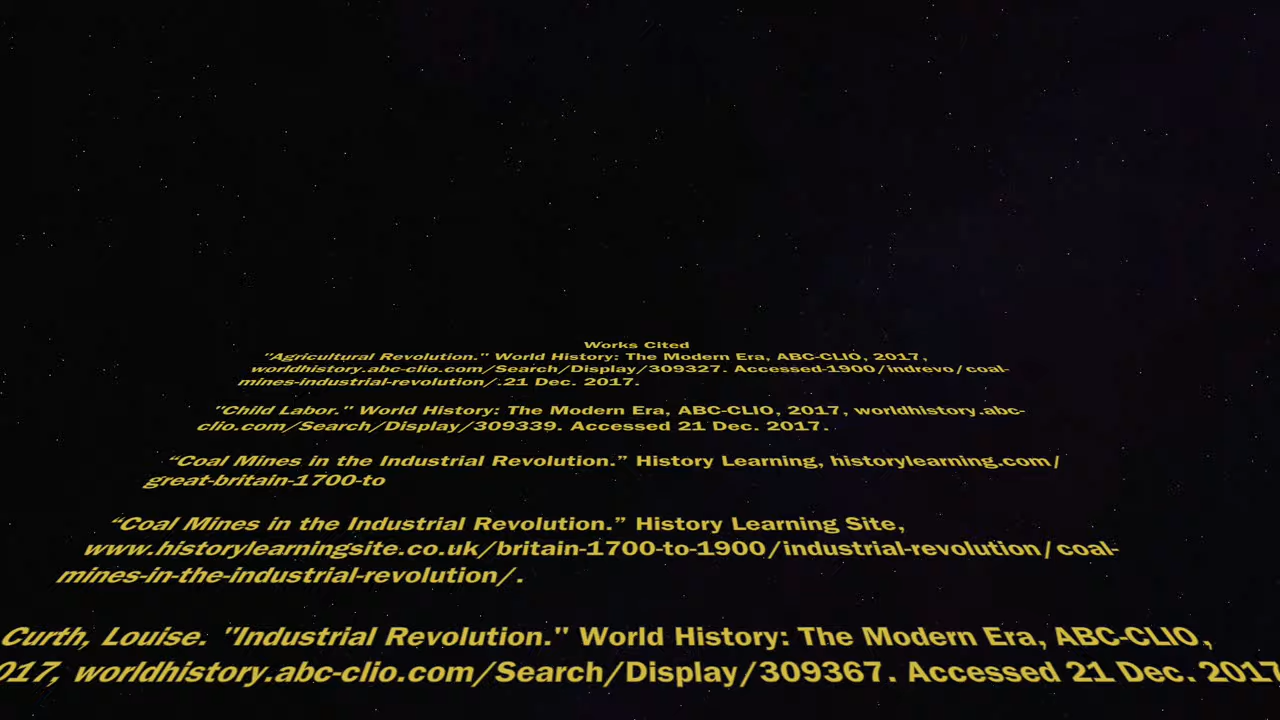 Works Cited
"Agricultural Revolution." World History: The Modern Era, ABC-CLIO, 2017,
worldhistory.abc-clio.com/Search/Display/309327. Accessed-1900/indrevo/coal-
mines-industrial-revolution/.21 Dec. 2017.
"Child Labor." World History: The Modern Era, ABC-CLIO, 2017, worldhistory.abc-
clio.com/Search/Display/309339. Accessed 21 Dec. 2017.
“Coal Mines in the Industrial Revolution.” History Learning, historylearning.com/
great-britain-1700-to
“Coal Mines in the Industrial Revolution.” History Learning Site,
www.historylearningsite.co.uk/britain-1700-to-1900/industrial-revolution/coal-
mines-in-the-industrial-revolution/.
Curth, Louise. "Industrial Revolution." World History: The Modern Era, ABC-CLIO,
017, worldhistory.abc-clio.com/Search/Display/309367. Accessed 21 Dec. 2017